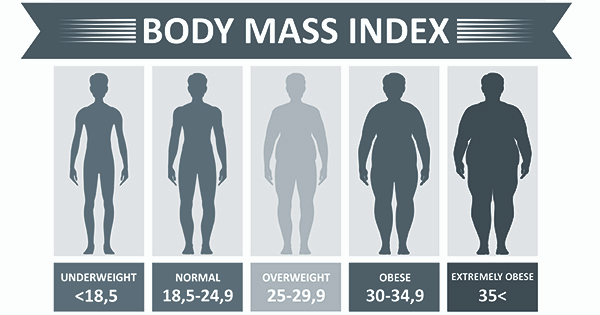 BODY MASS INDEX
UNDERWEIGHT
<18,5
NORMAL
18,5-24,9
OVERWEIGHT
25-29,9
OBESE
30-34,9
EXTREMELY OBESE
35<